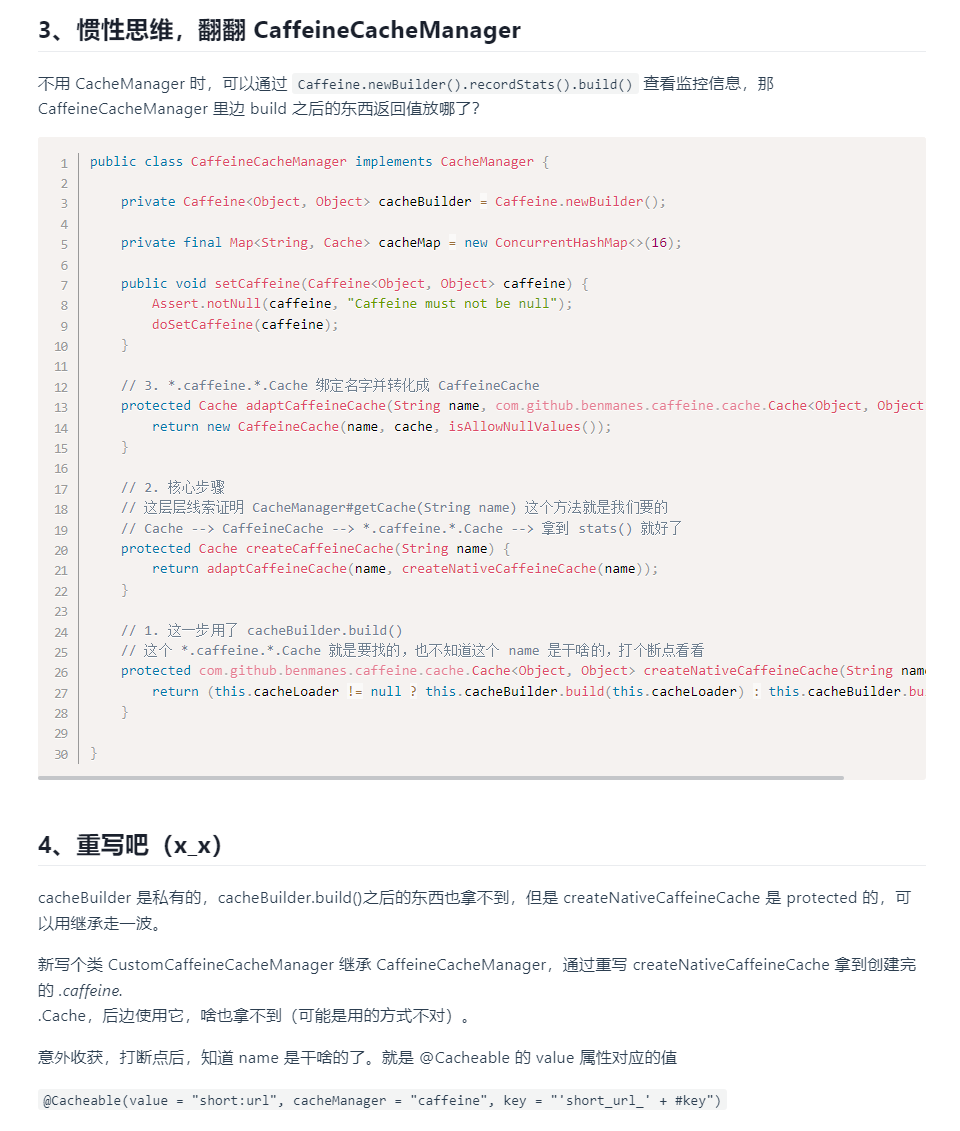 3、惯性思维，翻翻 CaffeineCacheManager
不用 CacheManager 时，可以通过 Caffeine.newBuilder().recordStats().build() 查看监控信息，那
CaffeineCacheManager 里边 build 之后的东西返回值放哪了？
1 public class CaffeineCacheManager implements CacheManager {
2
3     private Caffeine<Object, Object> cacheBuilder = Caffeine.newBuilder();
4
5     private final Map<String, Cache> cacheMap = new ConcurrentHashMap<>(16);
6
7     public void setCaffeine(Caffeine<Object, Object> caffeine) {
8         Assert.notNull(caffeine, "Caffeine must not be null");
9         doSetCaffeine(caffeine);
10     }
11
12     // 3. *.caffeine.*.Cache 绑定名字并转化成 CaffeineCache
13     protected Cache adaptCaffeineCache(String name, com.github.benmanes.caffeine.cache.Cache<Object, Object
14         return new CaffeineCache(name, cache, isAllowNullValues());
15     }
16
17     // 2. 核心步骤
18     // 这层层线索证明 CacheManager#getCache(String name) 这个方法就是我们要的
19     // Cache --> CaffeineCache --> *.caffeine.*.Cache --> 拿到 stats() 就好了
20     protected Cache createCaffeineCache(String name) {
21         return adaptCaffeineCache(name, createNativeCaffeineCache(name));
22     }
23
24     // 1. 这一步用了 cacheBuilder.build()
25     // 这个 *.caffeine.*.Cache 就是要找的，也不知道这个 name 是干啥的，打个断点看看
26     protected com.github.benmanes.caffeine.cache.Cache<Object, Object> createNativeCaffeineCache(String nam
27         return (this.cacheLoader != null ? this.cacheBuilder.build(this.cacheLoader) : this.cacheBuilder.bu
28     }
29
30 }
4、重写吧（x_x）
cacheBuilder 是私有的，cacheBuilder.build()之后的东西也拿不到，但是 createNativeCaffeineCache 是 protected 的，可
以用继承走一波。
新写个类 CustomCaffeineCacheManager 继承 CaffeineCacheManager，通过重写 createNativeCaffeineCache 拿到创建完
的 .caffeine.
.Cache，后边使用它，啥也拿不到（可能是用的方式不对）。
意外收获，打断点后，知道 name 是干啥的了。就是 @Cacheable 的 value 属性对应的值
@Cacheable(value = "short:url", cacheManager = "caffeine", key = "'short_url_' + #key")